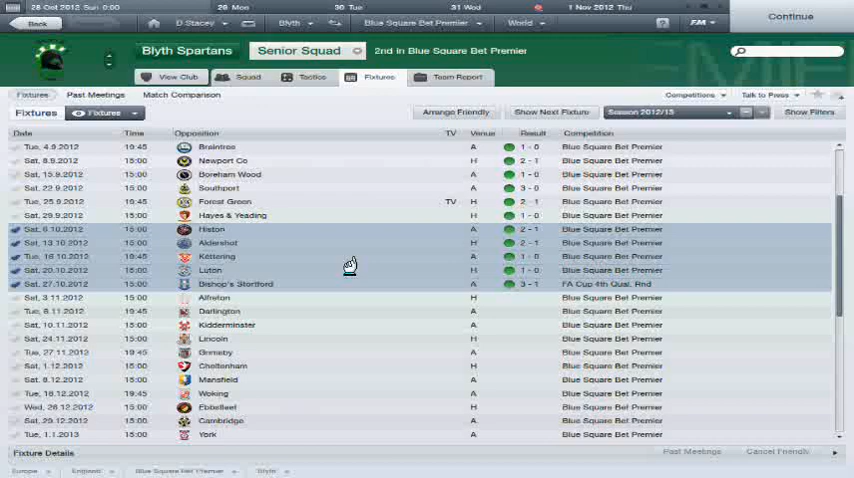 28 Oct 2012 Sun 0:00 29 Mon 30 Tue 31 Wed 1 Nov 2012 Thu
Back D Stacey Blyth Blue Square Bet Premier World ? FM Continue
Blyth Spartans Senior Squad 2nd in Blue Square Bet Premier
View Club Squad Tactics Fixtures Team Report
Fixtures Past Meetings Match Comparison Competitions Talk to Press
Fixtures Fixtures Arrange Friendly Show Next Fixture Season 2012/13 Show Filters
Date Time Opposition TV Venue Result Competition
Tue, 4.9.2012 19:45 Braintree A 1 - 0 Blue Square Bet Premier
Sat, 8.9.2012 15:00 Newport Co H 2 - 1 Blue Square Bet Premier
Sat, 15.9.2012 15:00 Boreham Wood A 1 - 0 Blue Square Bet Premier
Sat, 22.9.2012 15:00 Southport A 3 - 0 Blue Square Bet Premier
Tue, 25.9.2012 19:45 Forest Green TV H 2 - 1 Blue Square Bet Premier
Sat, 29.9.2012 15:00 Hayes & Yeading H 1 - 0 Blue Square Bet Premier
Sat, 6.10.2012 15:00 Histon A 2 - 1 Blue Square Bet Premier
Sat, 13.10.2012 15:00 Aldershot H 2 - 1 Blue Square Bet Premier
Tue, 16.10.2012 19:45 Kettering A 1 - 0 Blue Square Bet Premier
Sat, 20.10.2012 15:00 Luton H 1 - 0 Blue Square Bet Premier
Sat, 27.10.2012 15:00 Bishop's Stortford A 3 - 1 FA Cup 4th Qual. Rnd
Sat, 3.11.2012 15:00 Alfreton H Blue Square Bet Premier
Tue, 6.11.2012 19:45 Darlington A Blue Square Bet Premier
Sat, 10.11.2012 15:00 Kidderminster A Blue Square Bet Premier
Sat, 24.11.2012 15:00 Lincoln H Blue Square Bet Premier
Tue, 27.11.2012 19:45 Grimsby A Blue Square Bet Premier
Sat, 1.12.2012 15:00 Cheltenham H Blue Square Bet Premier
Sat, 8.12.2012 15:00 Mansfield A Blue Square Bet Premier
Tue, 18.12.2012 19:45 Woking A Blue Square Bet Premier
Wed, 26.12.2012 15:00 Ebbsfleet H Blue Square Bet Premier
Sat, 29.12.2012 15:00 Cambridge A Blue Square Bet Premier
Tue, 1.1.2013 15:00 York A Blue Square Bet Premier
Fixture Details Past Meetings Cancel Friendly
Europe England Blue Square Bet Premier Blyth